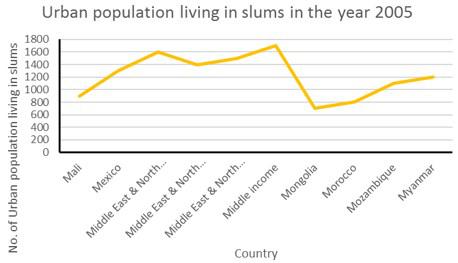 Urban population living in slums in the year 2005
No. of Urban population living in slums
1800
1600
1400
1200
1000
800
600
400
200
0
Mali
Mexico
Middle East & North...
Middle East & North...
Middle East & North...
Middle income
Mongolia
Morocco
Mozambique
Myanmar
Country